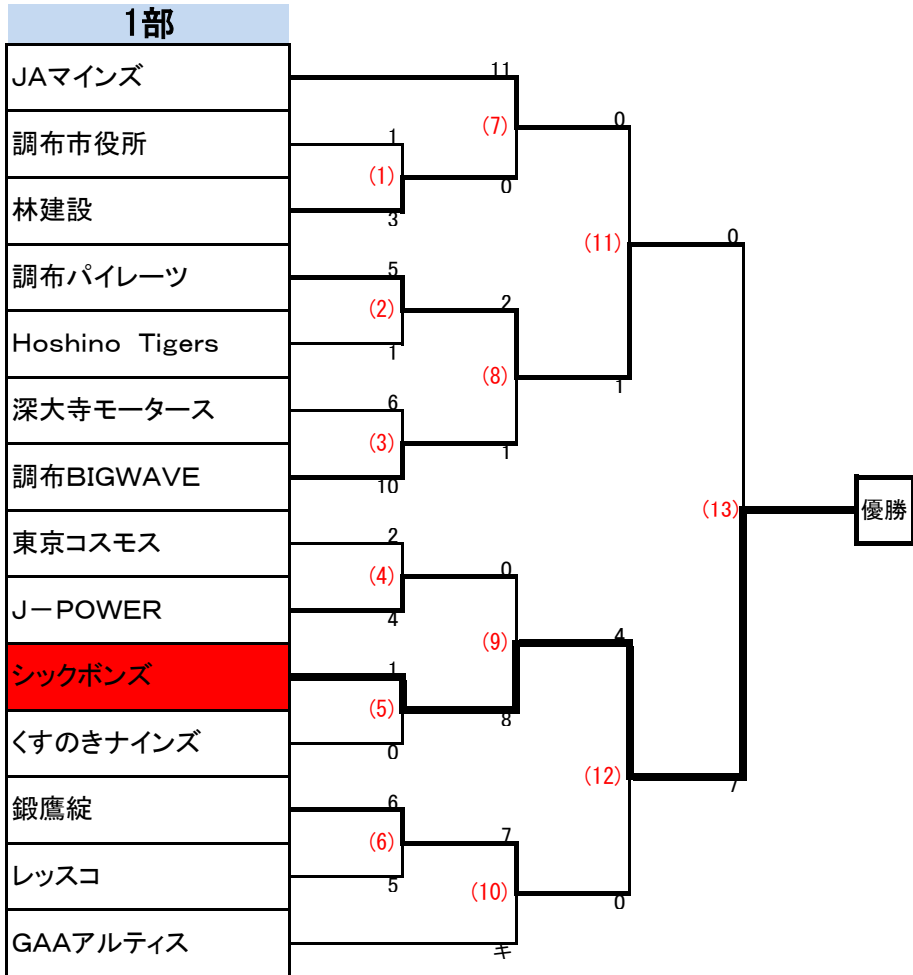 1部
JAマインズ
11
0
(7)
調布市役所
1
(1)
0
林建設
3
(11)
0
調布パイレーツ
5
(2)
2
Hoshino Tigers
1
(8)
1
深大寺モータース
6
(3)
1
調布BIGWAVE
10
(13)
優勝
東京コスモス
2
(4)
0
J－POWER
4
(9)
4
シックボンズ
1
(5)
8
くすのきナインズ
0
(12)
7
鍛鷹綻
6
(6)
7
レッスコ
5
(10)
0
GAAアルティス
キ